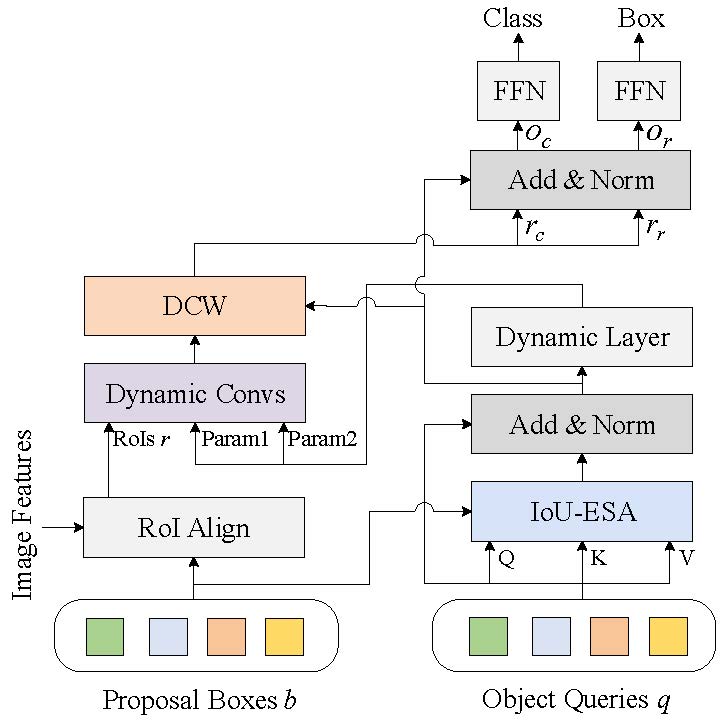 Class
Box
FFN
FFN
o_c
o_r
Add & Norm
r_c
r_r
DCW
Dynamic Layer
Dynamic Convs
Add & Norm
RoIs r
Param1
Param2
Image Features
RoI Align
IoU-ESA
Q
K
V
Proposal Boxes b
Object Queries q